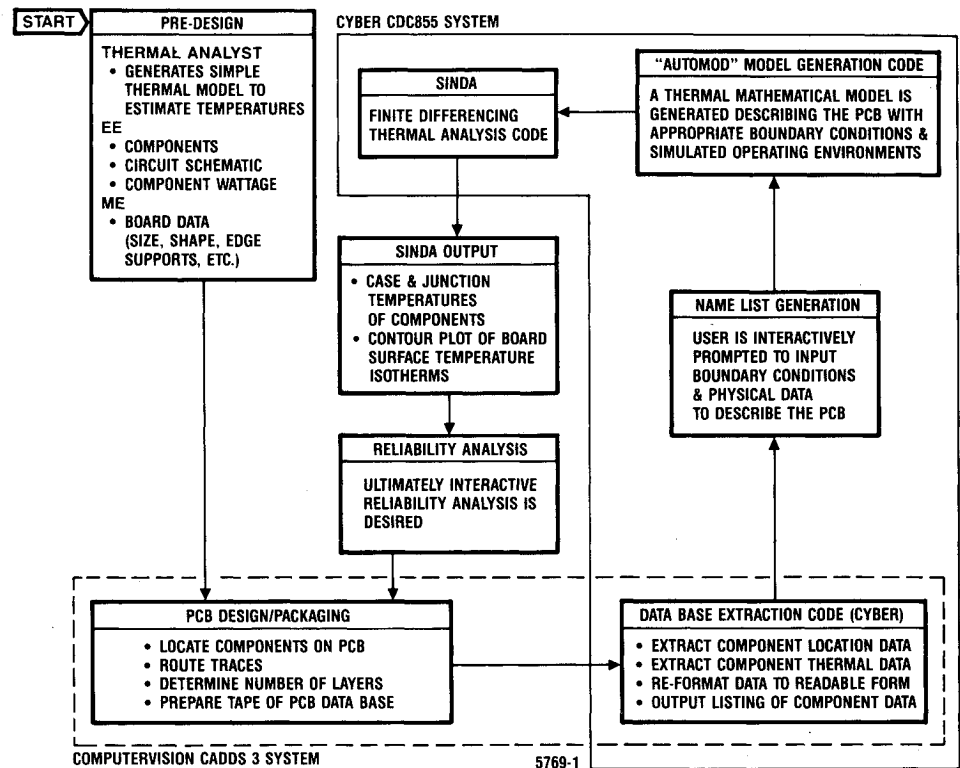 START
PRE-DESIGN
THERMAL ANALYST
• GENERATES SIMPLE
THERMAL MODEL TO
ESTIMATE TEMPERATURES
EE
• COMPONENTS
• CIRCUIT SCHEMATIC
• COMPONENT WATTAGE
ME
• BOARD DATA
(SIZE, SHAPE, EDGE
SUPPORTS, ETC.)
CYBER CDC855 SYSTEM
SINDA
FINITE DIFFERENCING
THERMAL ANALYSIS CODE
"AUTOMOD" MODEL GENERATION CODE
A THERMAL MATHEMATICAL MODEL IS
GENERATED DESCRIBING THE PCB WITH
APPROPRIATE BOUNDARY CONDITIONS &
SIMULATED OPERATING ENVIRONMENTS
SINDA OUTPUT
• CASE & JUNCTION
TEMPERATURES
OF COMPONENTS
• CONTOUR PLOT OF BOARD
SURFACE TEMPERATURE
ISOTHERMS
NAME LIST GENERATION
USER IS INTERACTIVELY
PROMPTED TO INPUT
BOUNDARY CONDITIONS
& PHYSICAL DATA
TO DESCRIBE THE PCB
RELIABILITY ANALYSIS
ULTIMATELY INTERACTIVE
RELIABILITY ANALYSIS IS
DESIRED
PCB DESIGN/PACKAGING
• LOCATE COMPONENTS ON PCB
• ROUTE TRACES
• DETERMINE NUMBER OF LAYERS
• PREPARE TAPE OF PCB DATA BASE
DATA BASE EXTRACTION CODE (CYBER)
• EXTRACT COMPONENT LOCATION DATA
• EXTRACT COMPONENT THERMAL DATA
• RE-FORMAT DATA TO READABLE FORM
• OUTPUT LISTING OF COMPONENT DATA
COMPUTERVISION CADDS 3 SYSTEM
5769-1